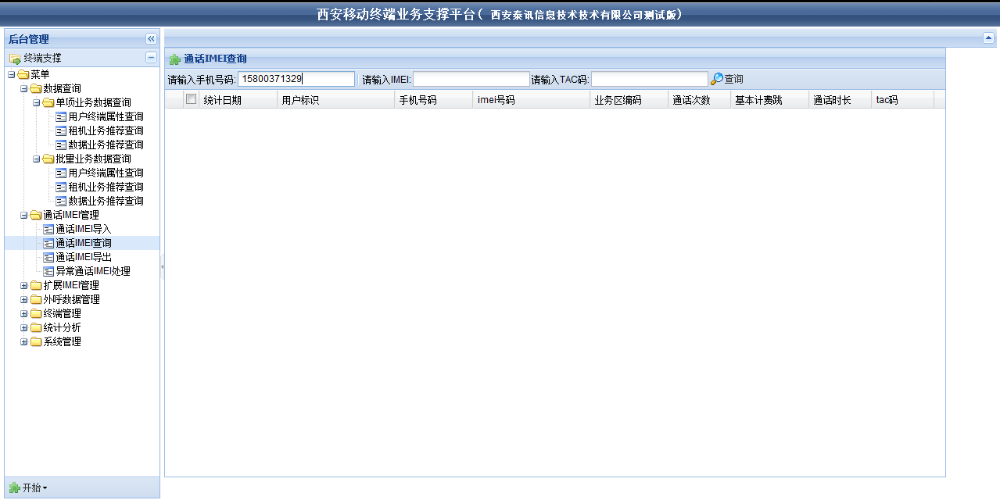 西安移动终端业务支撑平台( 西安泰讯信息技术技术有限公司测试版)
后台管理
终端支撑
菜单
数据查询
单项业务数据查询
用户终端属性查询
租机业务推荐查询
数据业务推荐查询
批量业务数据查询
用户终端属性查询
租机业务推荐查询
数据业务推荐查询
通话IMEI管理
通话IMEI导入
通话IMEI查询
通话IMEI导出
异常通话IMEI处理
扩展IMEI管理
外呼数据管理
终端管理
统计分析
系统管理
开始
通话IMEI查询
请输入手机号码: 15800371329 请输入IMEI: 请输入TAC码: 查询
统计日期 用户标识 手机号码 imei号码 业务区编码 通话次数 基本计费跳 通话时长 tac码